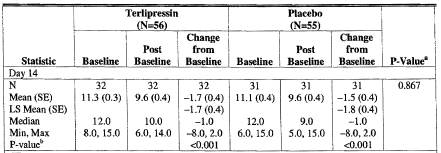 Terlipressin Placebo
(N=56) (N=55)
Change Change
Post from Post from
Statistic Baseline Baseline Baseline Baseline Baseline Baseline P-Valueª
Day 14
N 32 32 32 31 31 31 0.867
Mean (SE) 11.3 (0.3) 9.6 (0.4) −1.7 (0.4) 11.1 (0.4) 9.6 (0.4) −1.5 (0.4)
LS Mean (SE) −1.7 (0.4) −1.8 (0.4)
Median 12.0 10.0 −1.0 12.0 9.0 −1.0
Min, Max 8.0, 15.0 6.0, 14.0 −8.0, 2.0 6.0, 15.0 5.0, 15.0 −8.0, 2.0
P-valueᵇ <0.001 <0.001